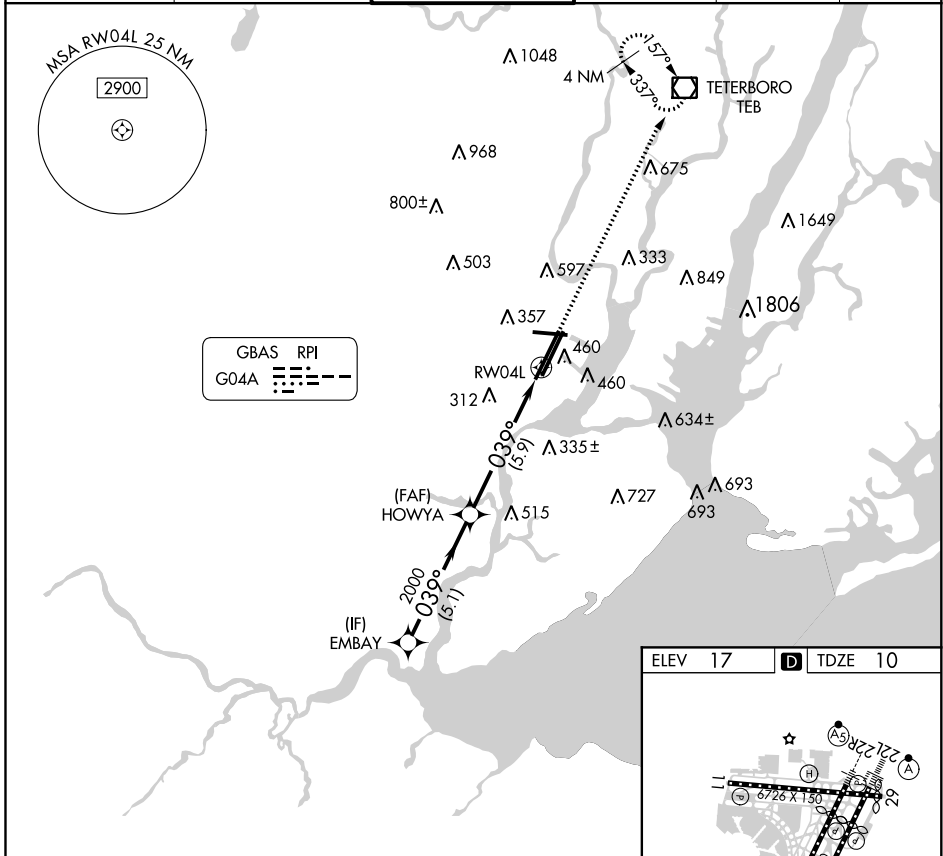 MSA RW04L 25 NM
2900
1048
4 NM
157°
337°
TETERBORO
TEB
968
675
800±
1649
503
597
333
849
1806
357
GBAS RPI
G04A
460
RW04L
460
312
634±
039°
(5.9)
335±
(FAF)
HOWYA
515
727
693
693
2000
039°
(5.1)
(IF)
EMBAY
ELEV 17
D
TDZE 10
A5
22R
22L
A
H
11
P
6726 X 150
P
29
P
P